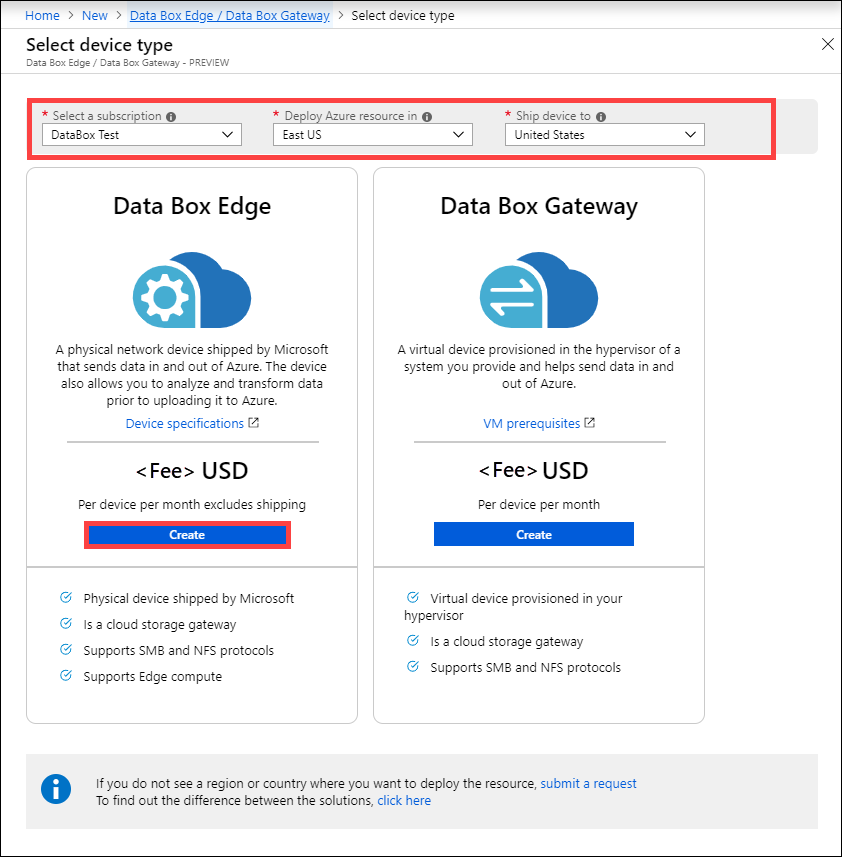 Home > New > Data Box Edge / Data Box Gateway > Select device type
Select device type
Data Box Edge / Data Box Gateway - PREVIEW
* Select a subscription
* Deploy Azure resource in
* Ship device to
DataBox Test
East US
United States
Data Box Edge
A physical network device shipped by Microsoft
that sends data in and out of Azure. The device
also allows you to analyze and transform data
prior to uploading it to Azure.
Device specifications
<Fee> USD
Per device per month excludes shipping
Create
Physical device shipped by Microsoft
Is a cloud storage gateway
Supports SMB and NFS protocols
Supports Edge compute
Data Box Gateway
A virtual device provisioned in the hypervisor of a
system you provide and helps send data in and
out of Azure.
VM prerequisites
<Fee> USD
Per device per month
Create
Virtual device provisioned in your
hypervisor
Is a cloud storage gateway
Supports SMB and NFS protocols
If you do not see a region or country where you want to deploy the resource, submit a request
To find out the difference between the solutions, click here